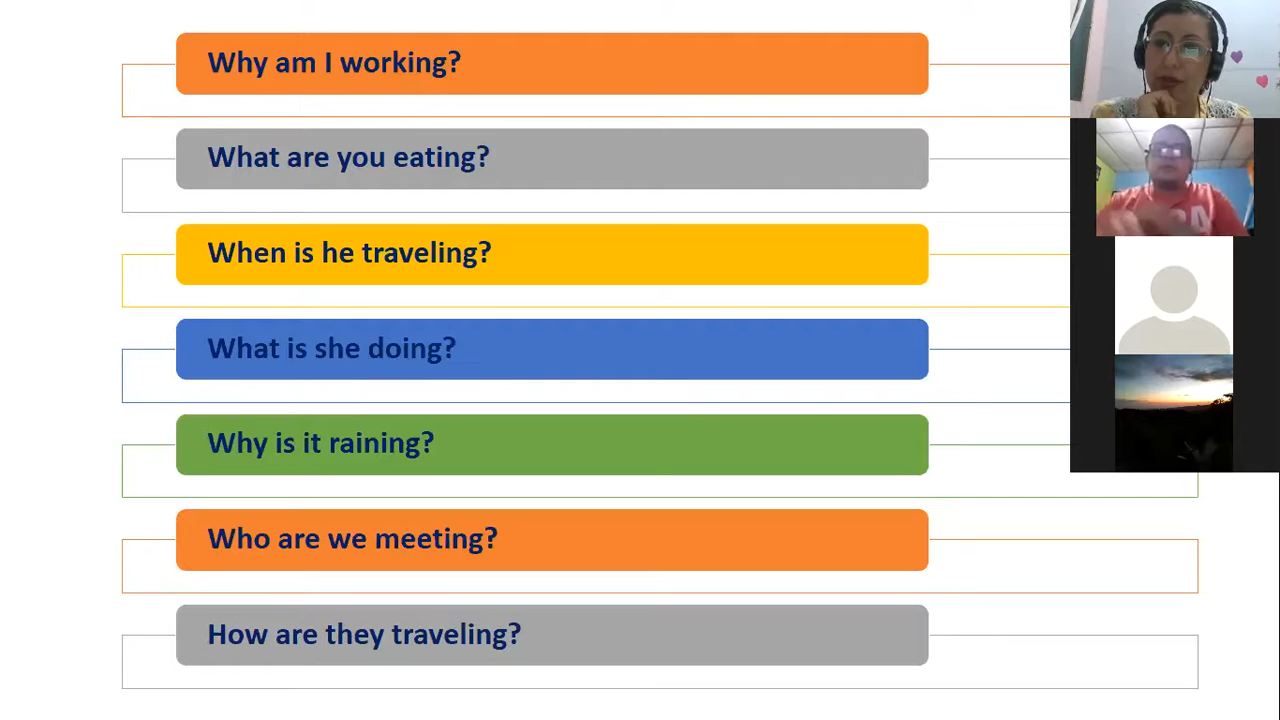 Why am I working?
What are you eating?
When is he traveling?
What is she doing?
Why is it raining?
Who are we meeting?
How are they traveling?